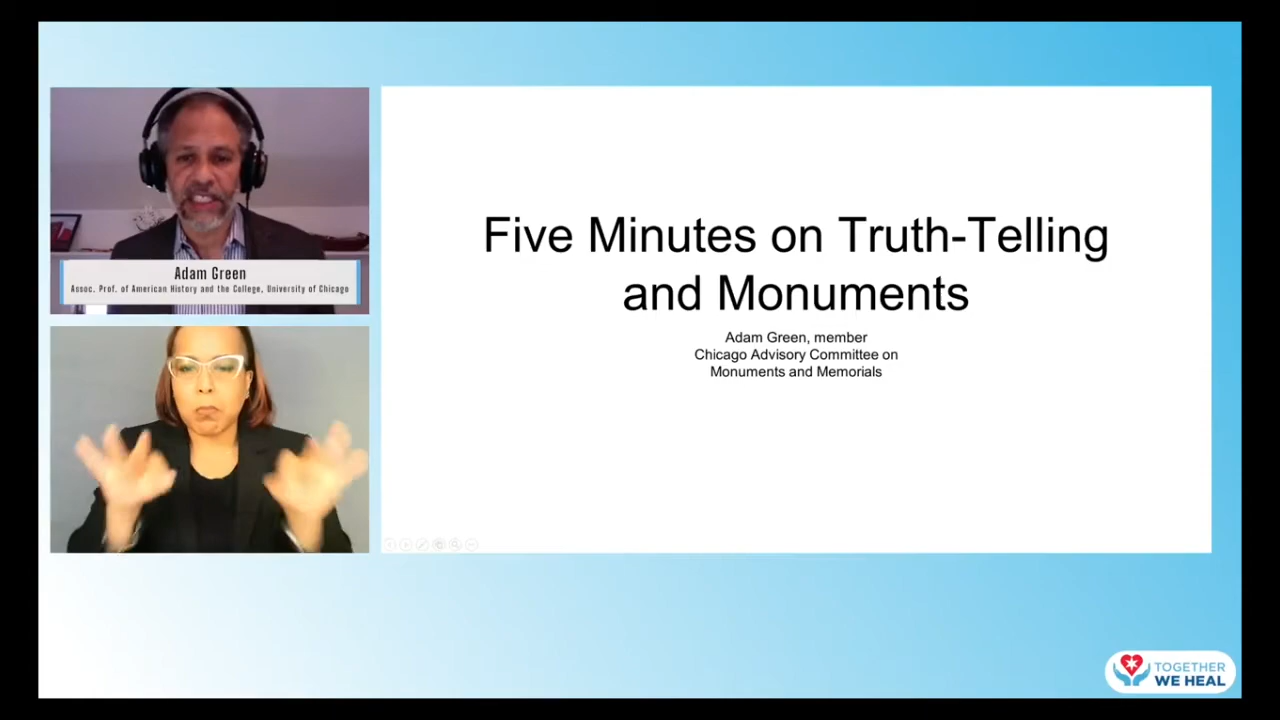 Adam Green
Assoc. Prof. of American History and the College, University of Chicago
Five Minutes on Truth-Telling
and Monuments
Adam Green, member
Chicago Advisory Committee on
Monuments and Memorials
TOGETHER
WE HEAL